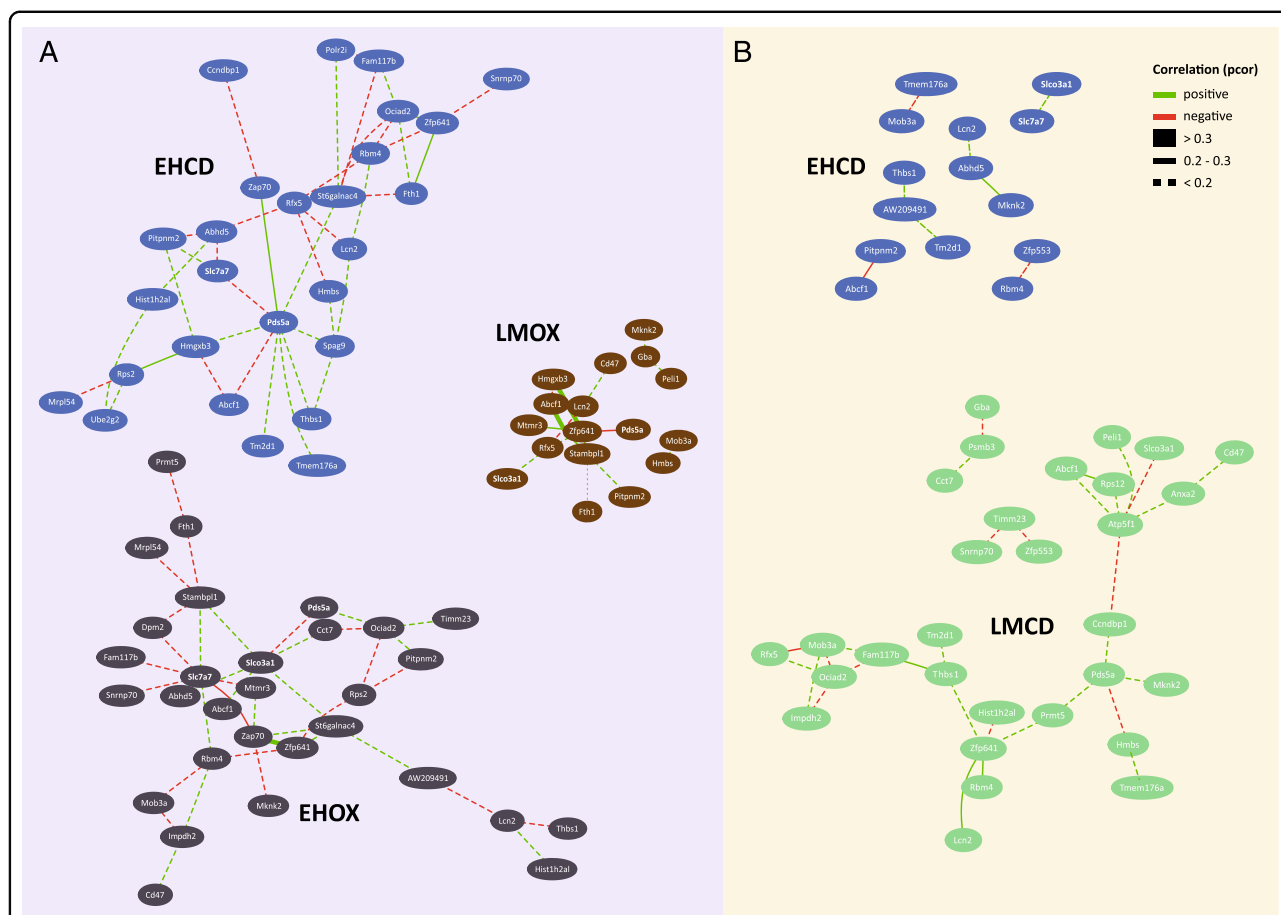 A
Polr2i
Fam117b
Ccndbp1
Snrnp70
Ociad2
Zfp641
Rbm4
EHCD
Zap70
St6galnac4
Fth1
Rfx5
Abhd5
Pitpnm2
Lcn2
Slc7a7
Hmbs
Hist1h2al
Pds5a
Hmgxb3
Spag9
Rps2
Mrpl54
Abcf1
Ube2g2
Thbs1
Tm2d1
Tmem176a
LMOX
Mknk2
Gba
Cd47
Peli1
Hmgxb3
Abcf1
Lcn2
Mtmr3
Zfp641
Pds5a
Rfx5
Mob3a
Stambpl1
Hmbs
Slco3a1
Pitpnm2
Fth1
Prmt5
Fth1
Mrpl54
Stambpl1
Pds5a
Dpm2
Cct7
Ociad2
Timm23
Fam117b
Slco3a1
Pitpnm2
Slc7a7
Mtmr3
Snrnp70
Abhd5
Rps2
Abcf1
St6galnac4
Zap70
Zfp641
Rbm4
AW209491
Mob3a
Mknk2
EHOX
Lcn2
Thbs1
Impdh2
Hist1h2al
Cd47
B
Correlation (pcor)
positive
negative
> 0.3
0.2 - 0.3
< 0.2
Tmem176a
Slco3a1
Mob3a
Lcn2
Slc7a7
EHCD
Thbs1
Abhd5
AW209491
Mknk2
Pitpnm2
Tm2d1
Zfp553
Abcf1
Rbm4
Gba
Psmb3
Peli1
Slco3a1
Cd47
Cct7
Abcf1
Rps12
Anxa2
Timm23
Atp5f1
Snrnp70
Zfp553
LMCD
Ccndbp1
Tm2d1
Mob3a
Rfx5
Fam117b
Ociad2
Thbs1
Pds5a
Mknk2
Impdh2
Hist1h2al
Prmt5
Zfp641
Hmbs
Rbm4
Tmem176a
Lcn2